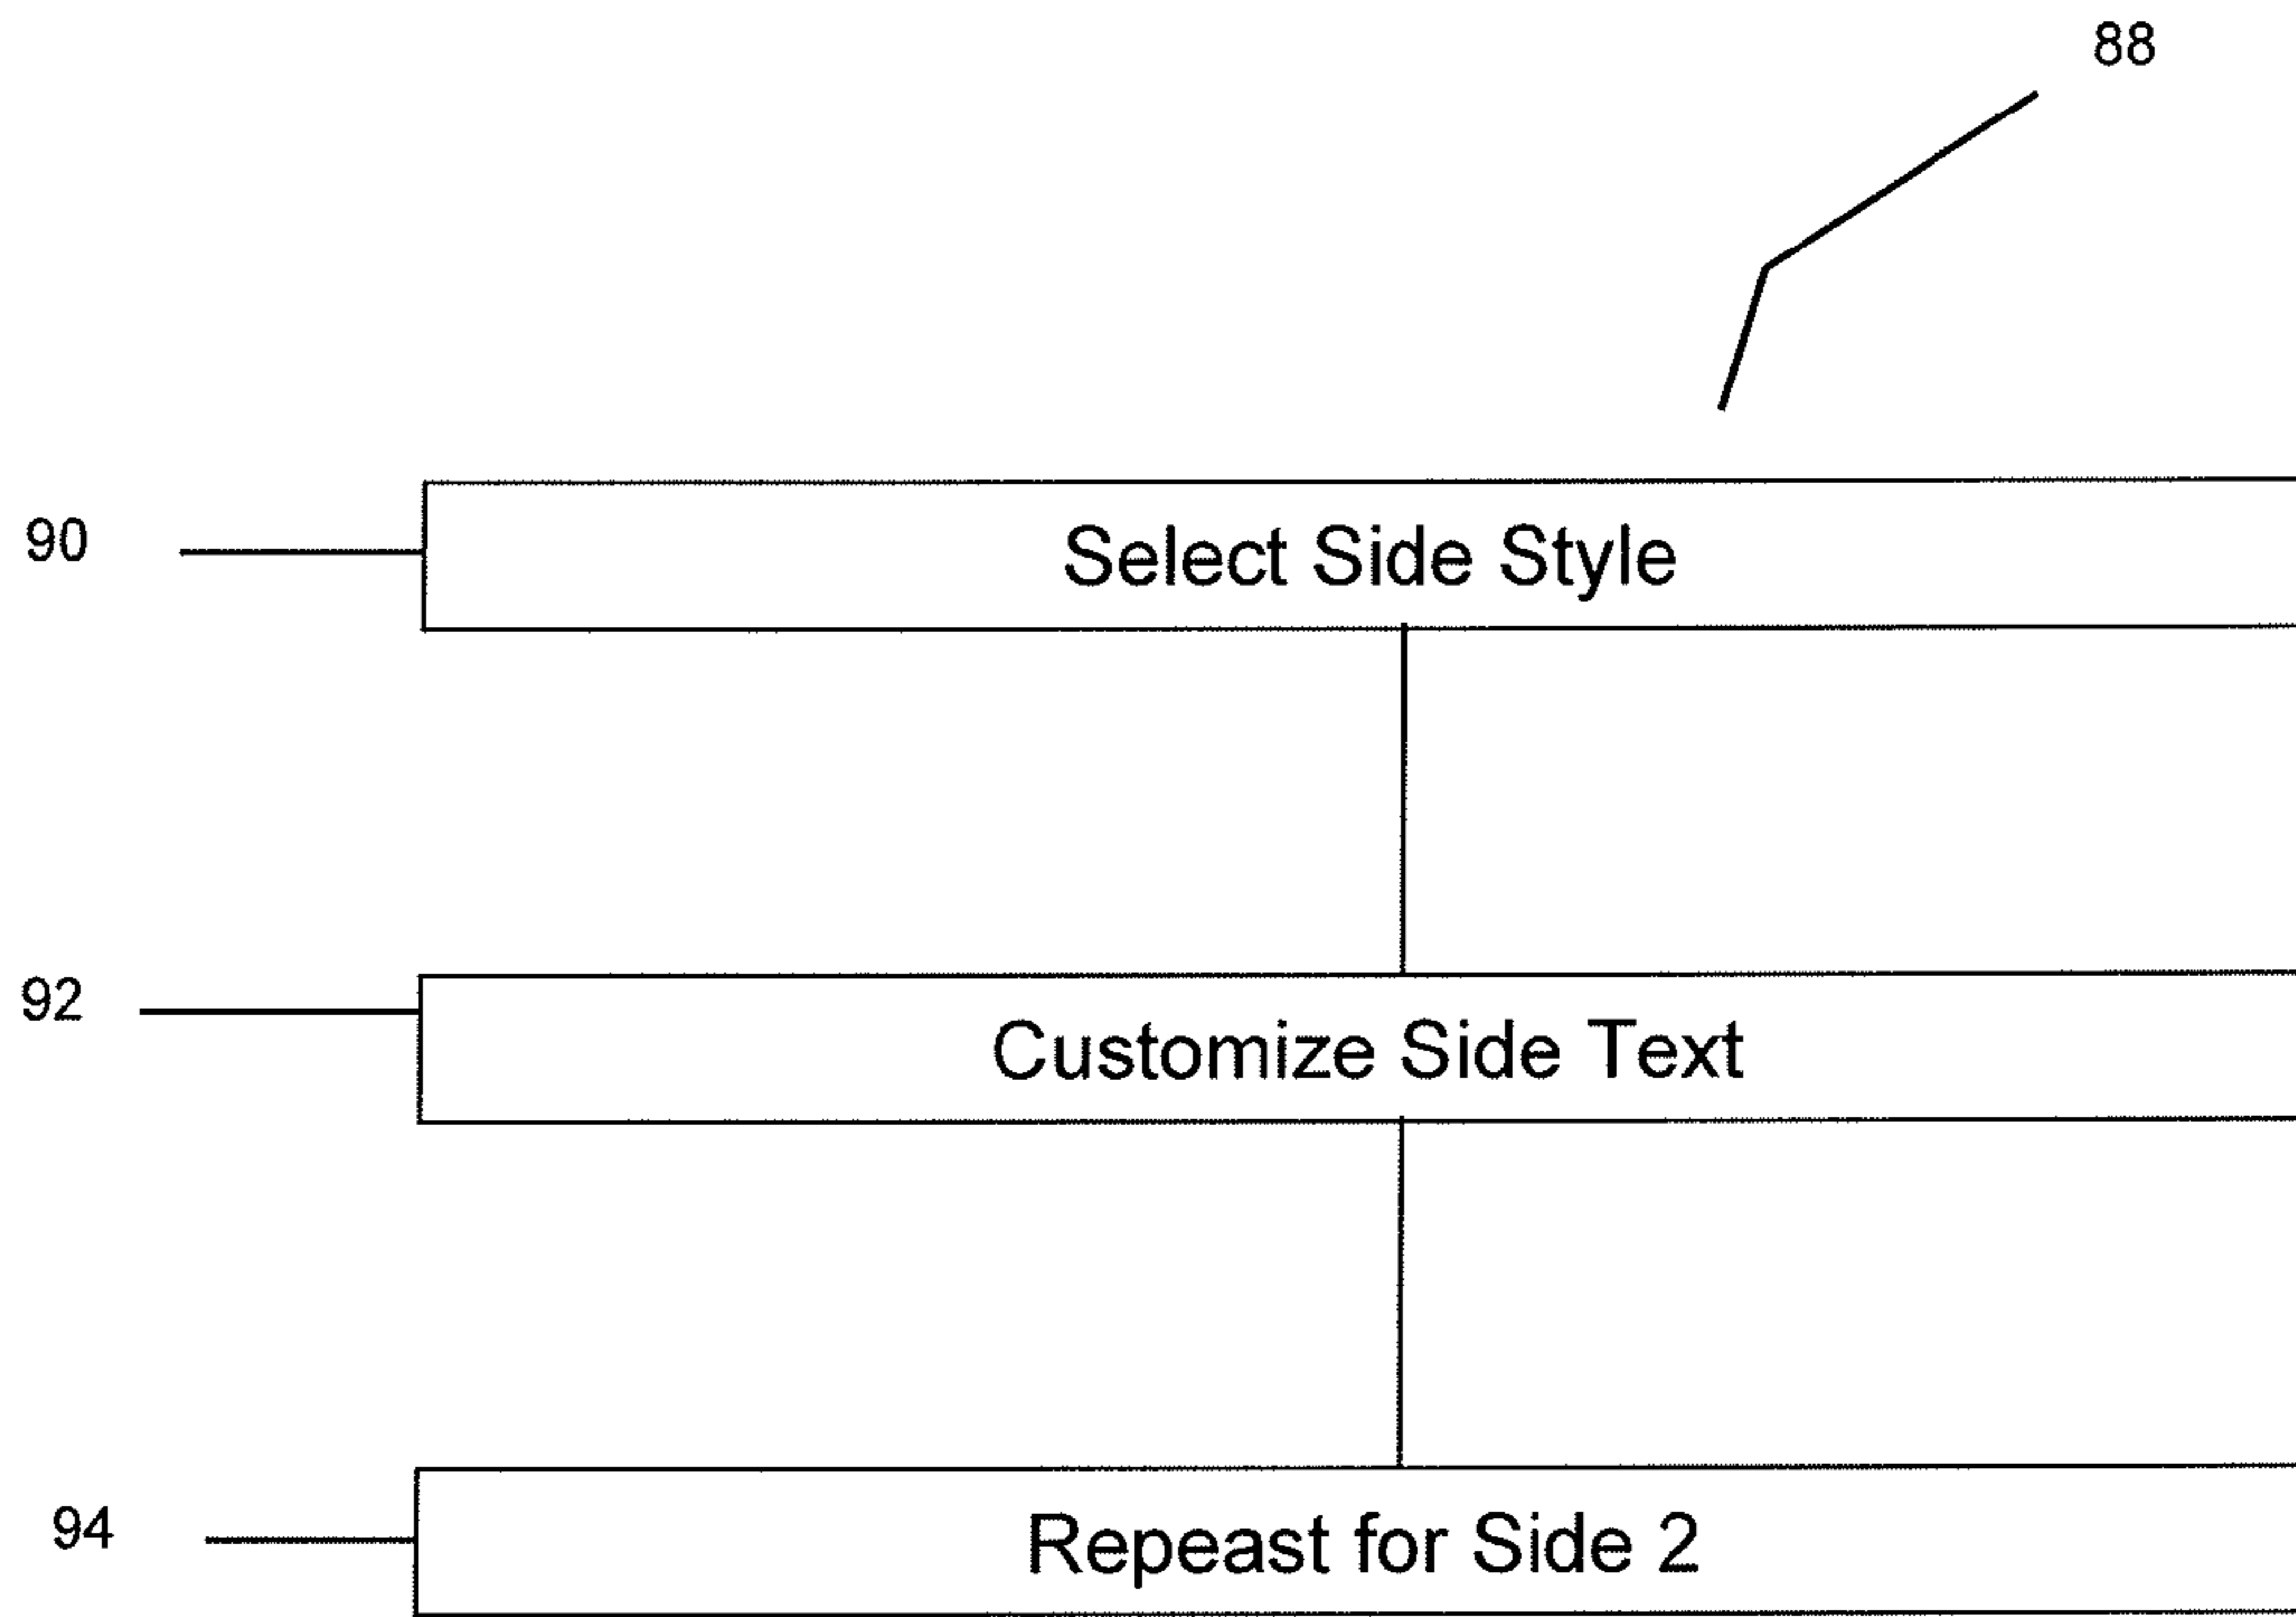 88
90
Select Side Style
92
Customize Side Text
94
Repeast for Side 2